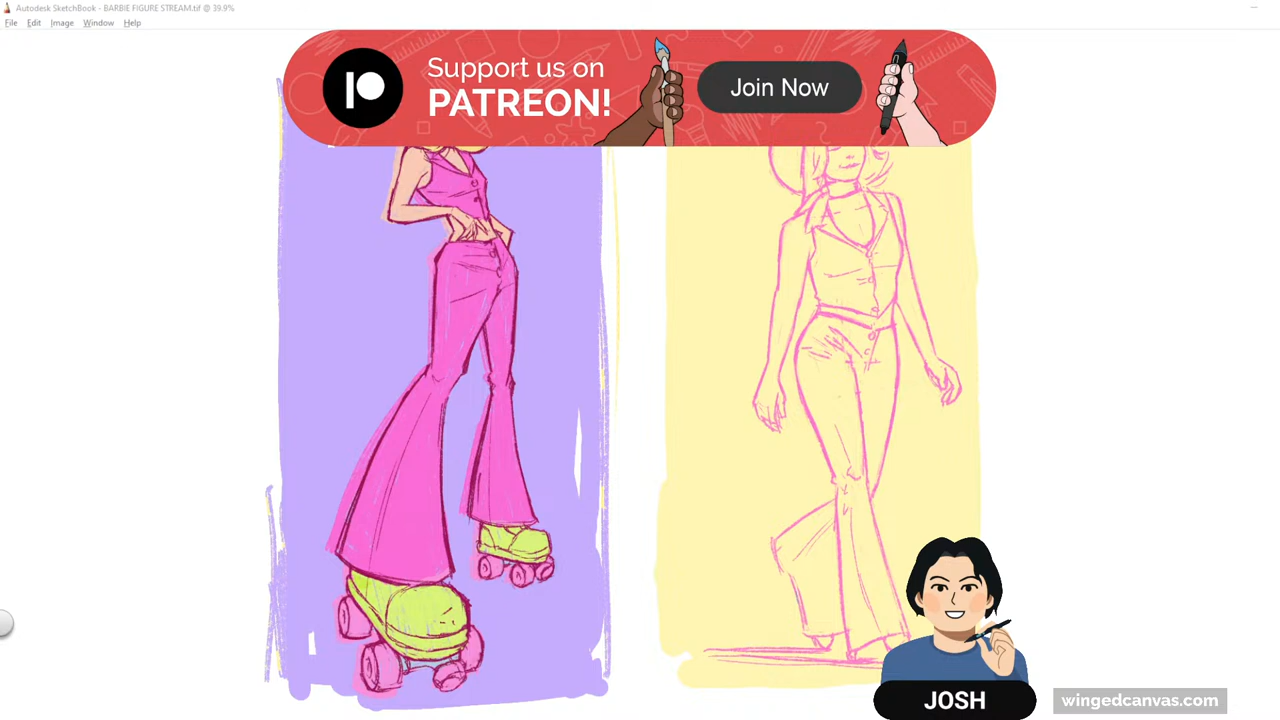 Autodesk SketchBook - BARBIE FIGURE STREAM.tif @ 39.9%
File Edit Image Window Help
Support us on
PATREON!
Join Now
JOSH
wingedcanvas.com